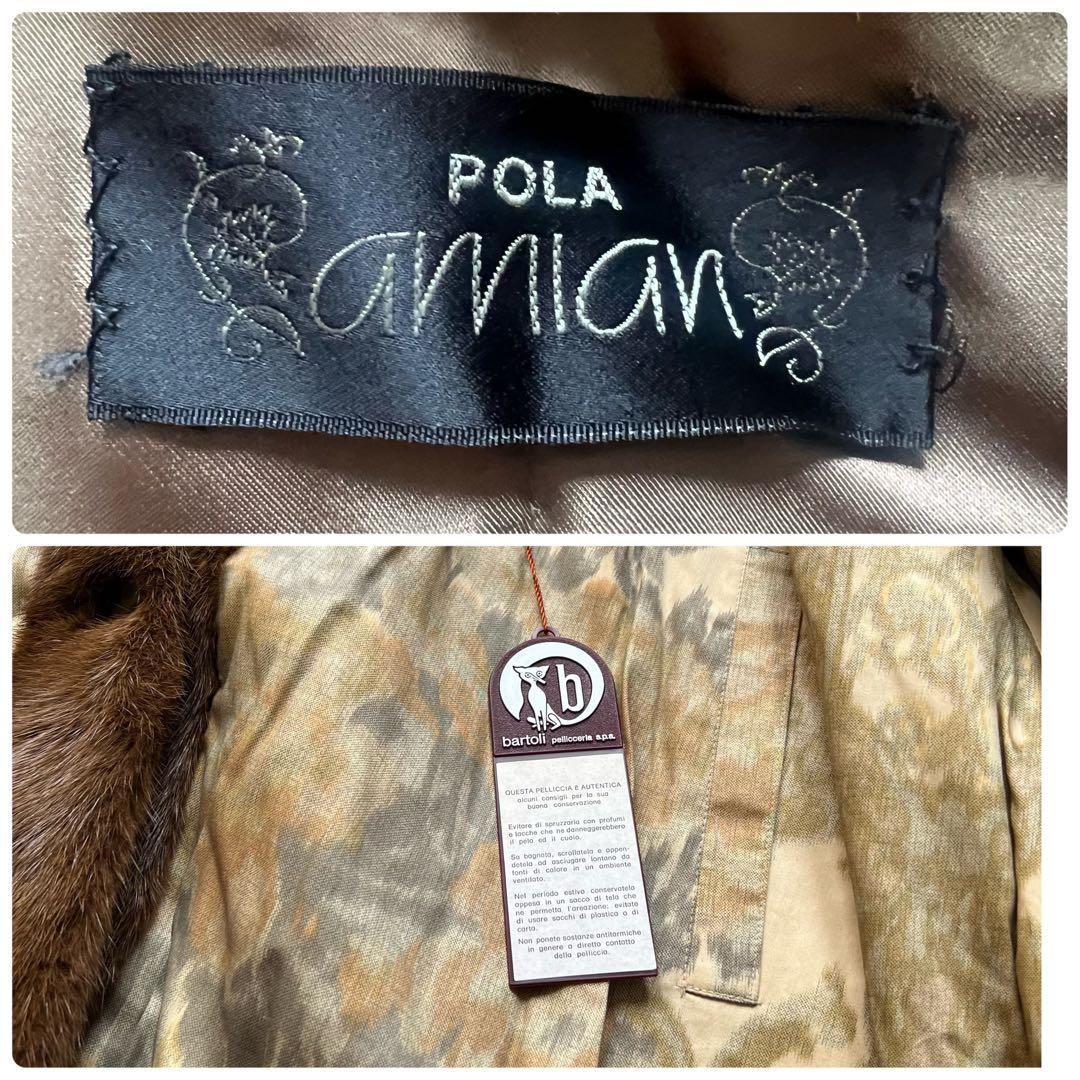 POLA
amian
b
bartoli pellicceria s.p.a.
QUESTA PELLICCIA È AUTENTICA
alcuni consigli per la sua
buona conservazione
Evitare di spruzzarla con profumi
e lacche che ne danneggerebbero
il pelo ed il cuoio.
Se bagnata, scrollatela e appen-
detela ad asciugare lontano da
fonti di calore in un ambiente
ventilato.
Nel periodo estivo conservatela
appesa in un sacco di tela che
ne permetta l'areazione; evitate
di usare sacchi di plastica o di
carta.
Non ponete sostanze antitarmiche
in genere a diretto contatto
della pelliccia.